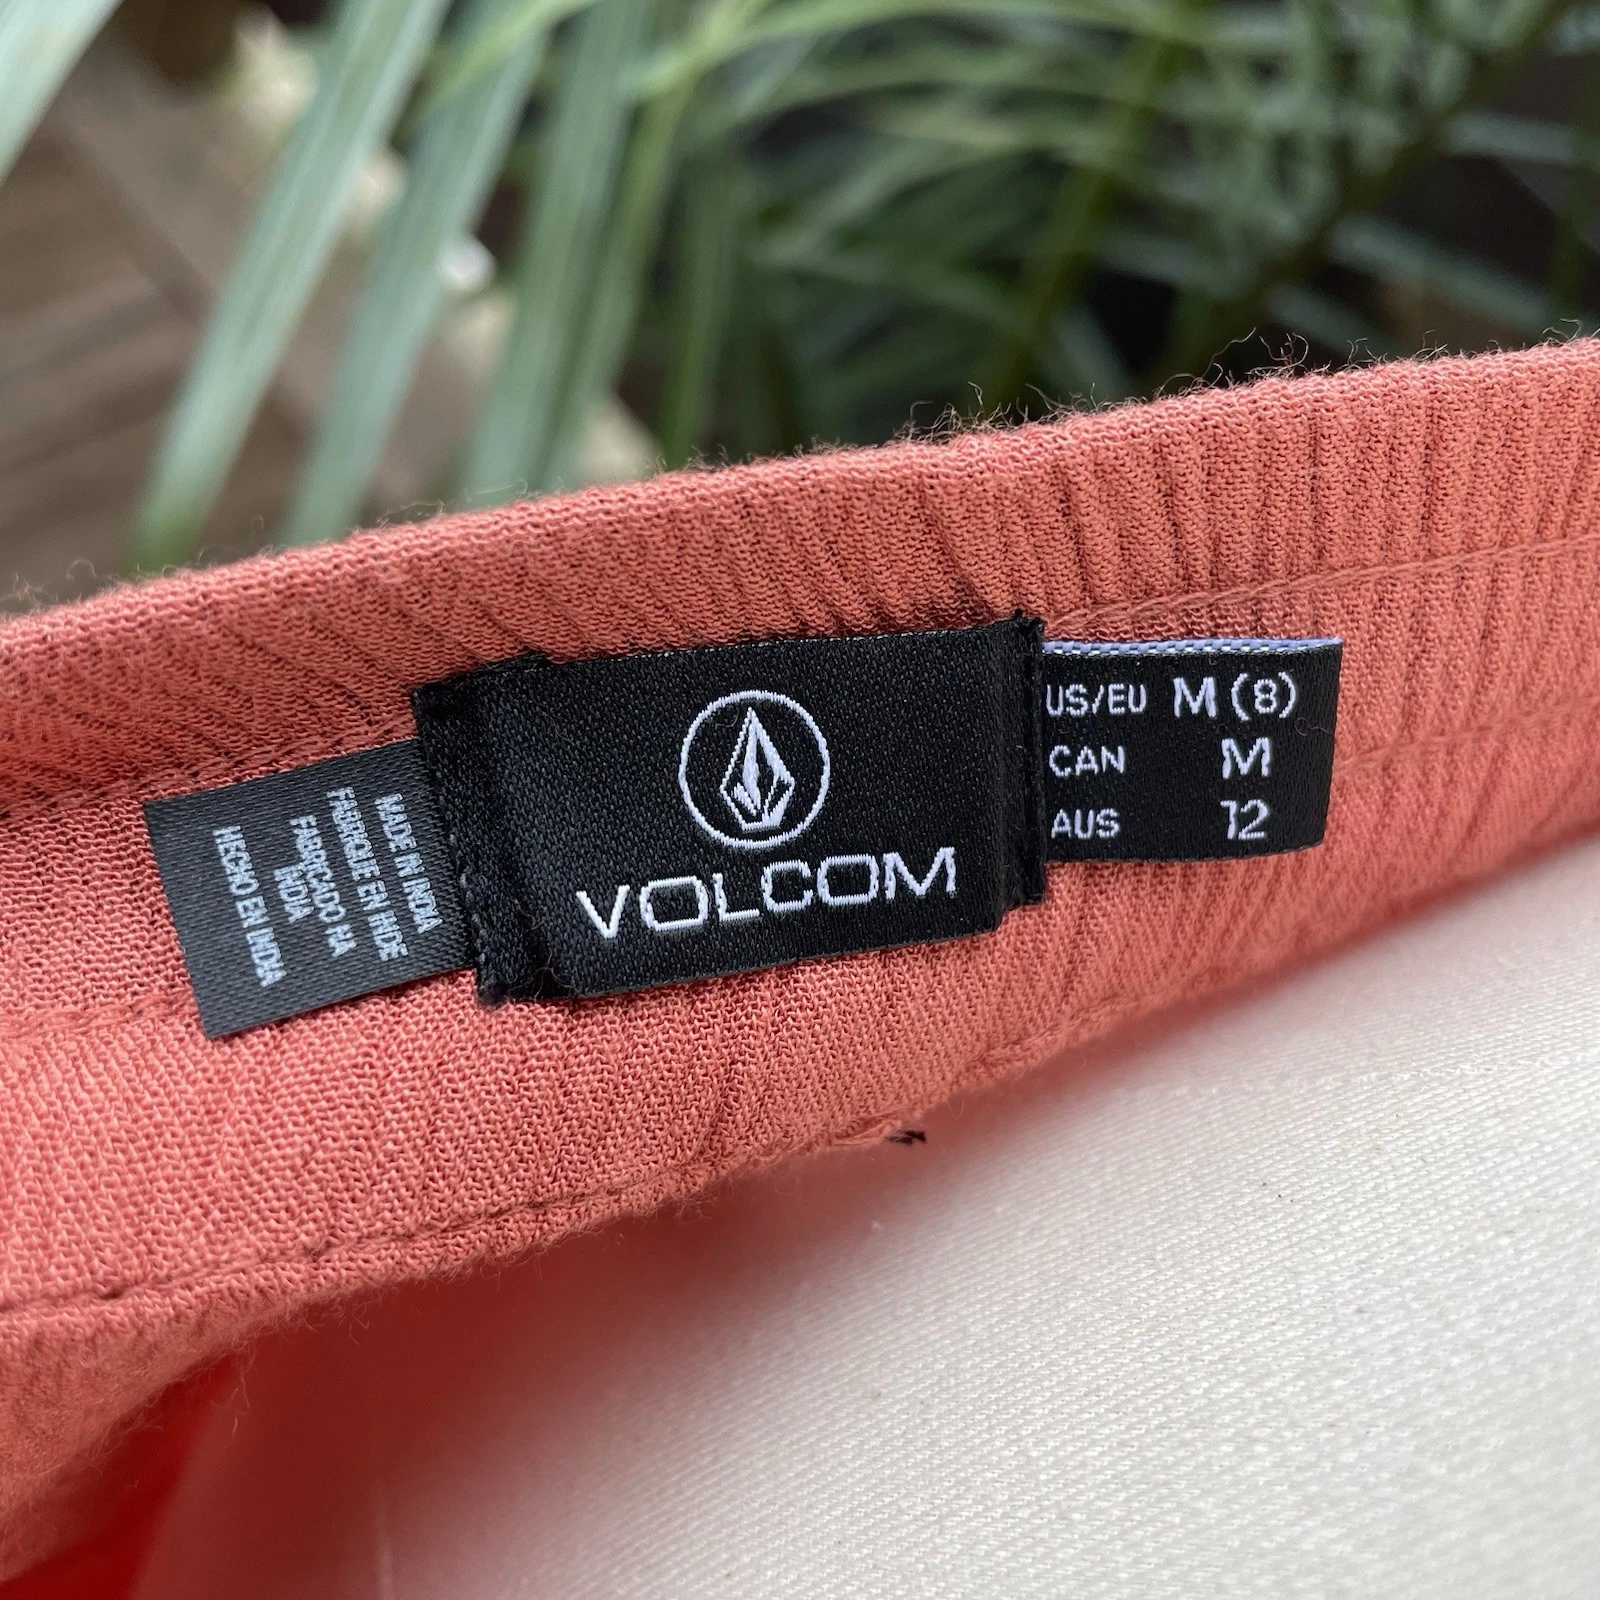 MADE IN INDIA
FABRIQUE EN INDE
FABRICADO NA
INDIA
HECHO EN INDIA
VOLCOM
US/EU M (8)
CAN M
AUS 12